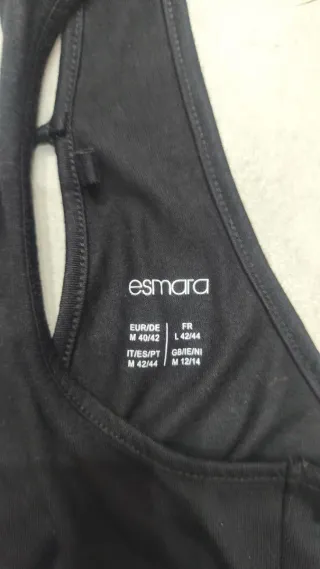 esmara
EUR/DE FR
M 40/42 L 42/44
IT/ES/PT GB/IE/NI
M 42/44 M 12/14